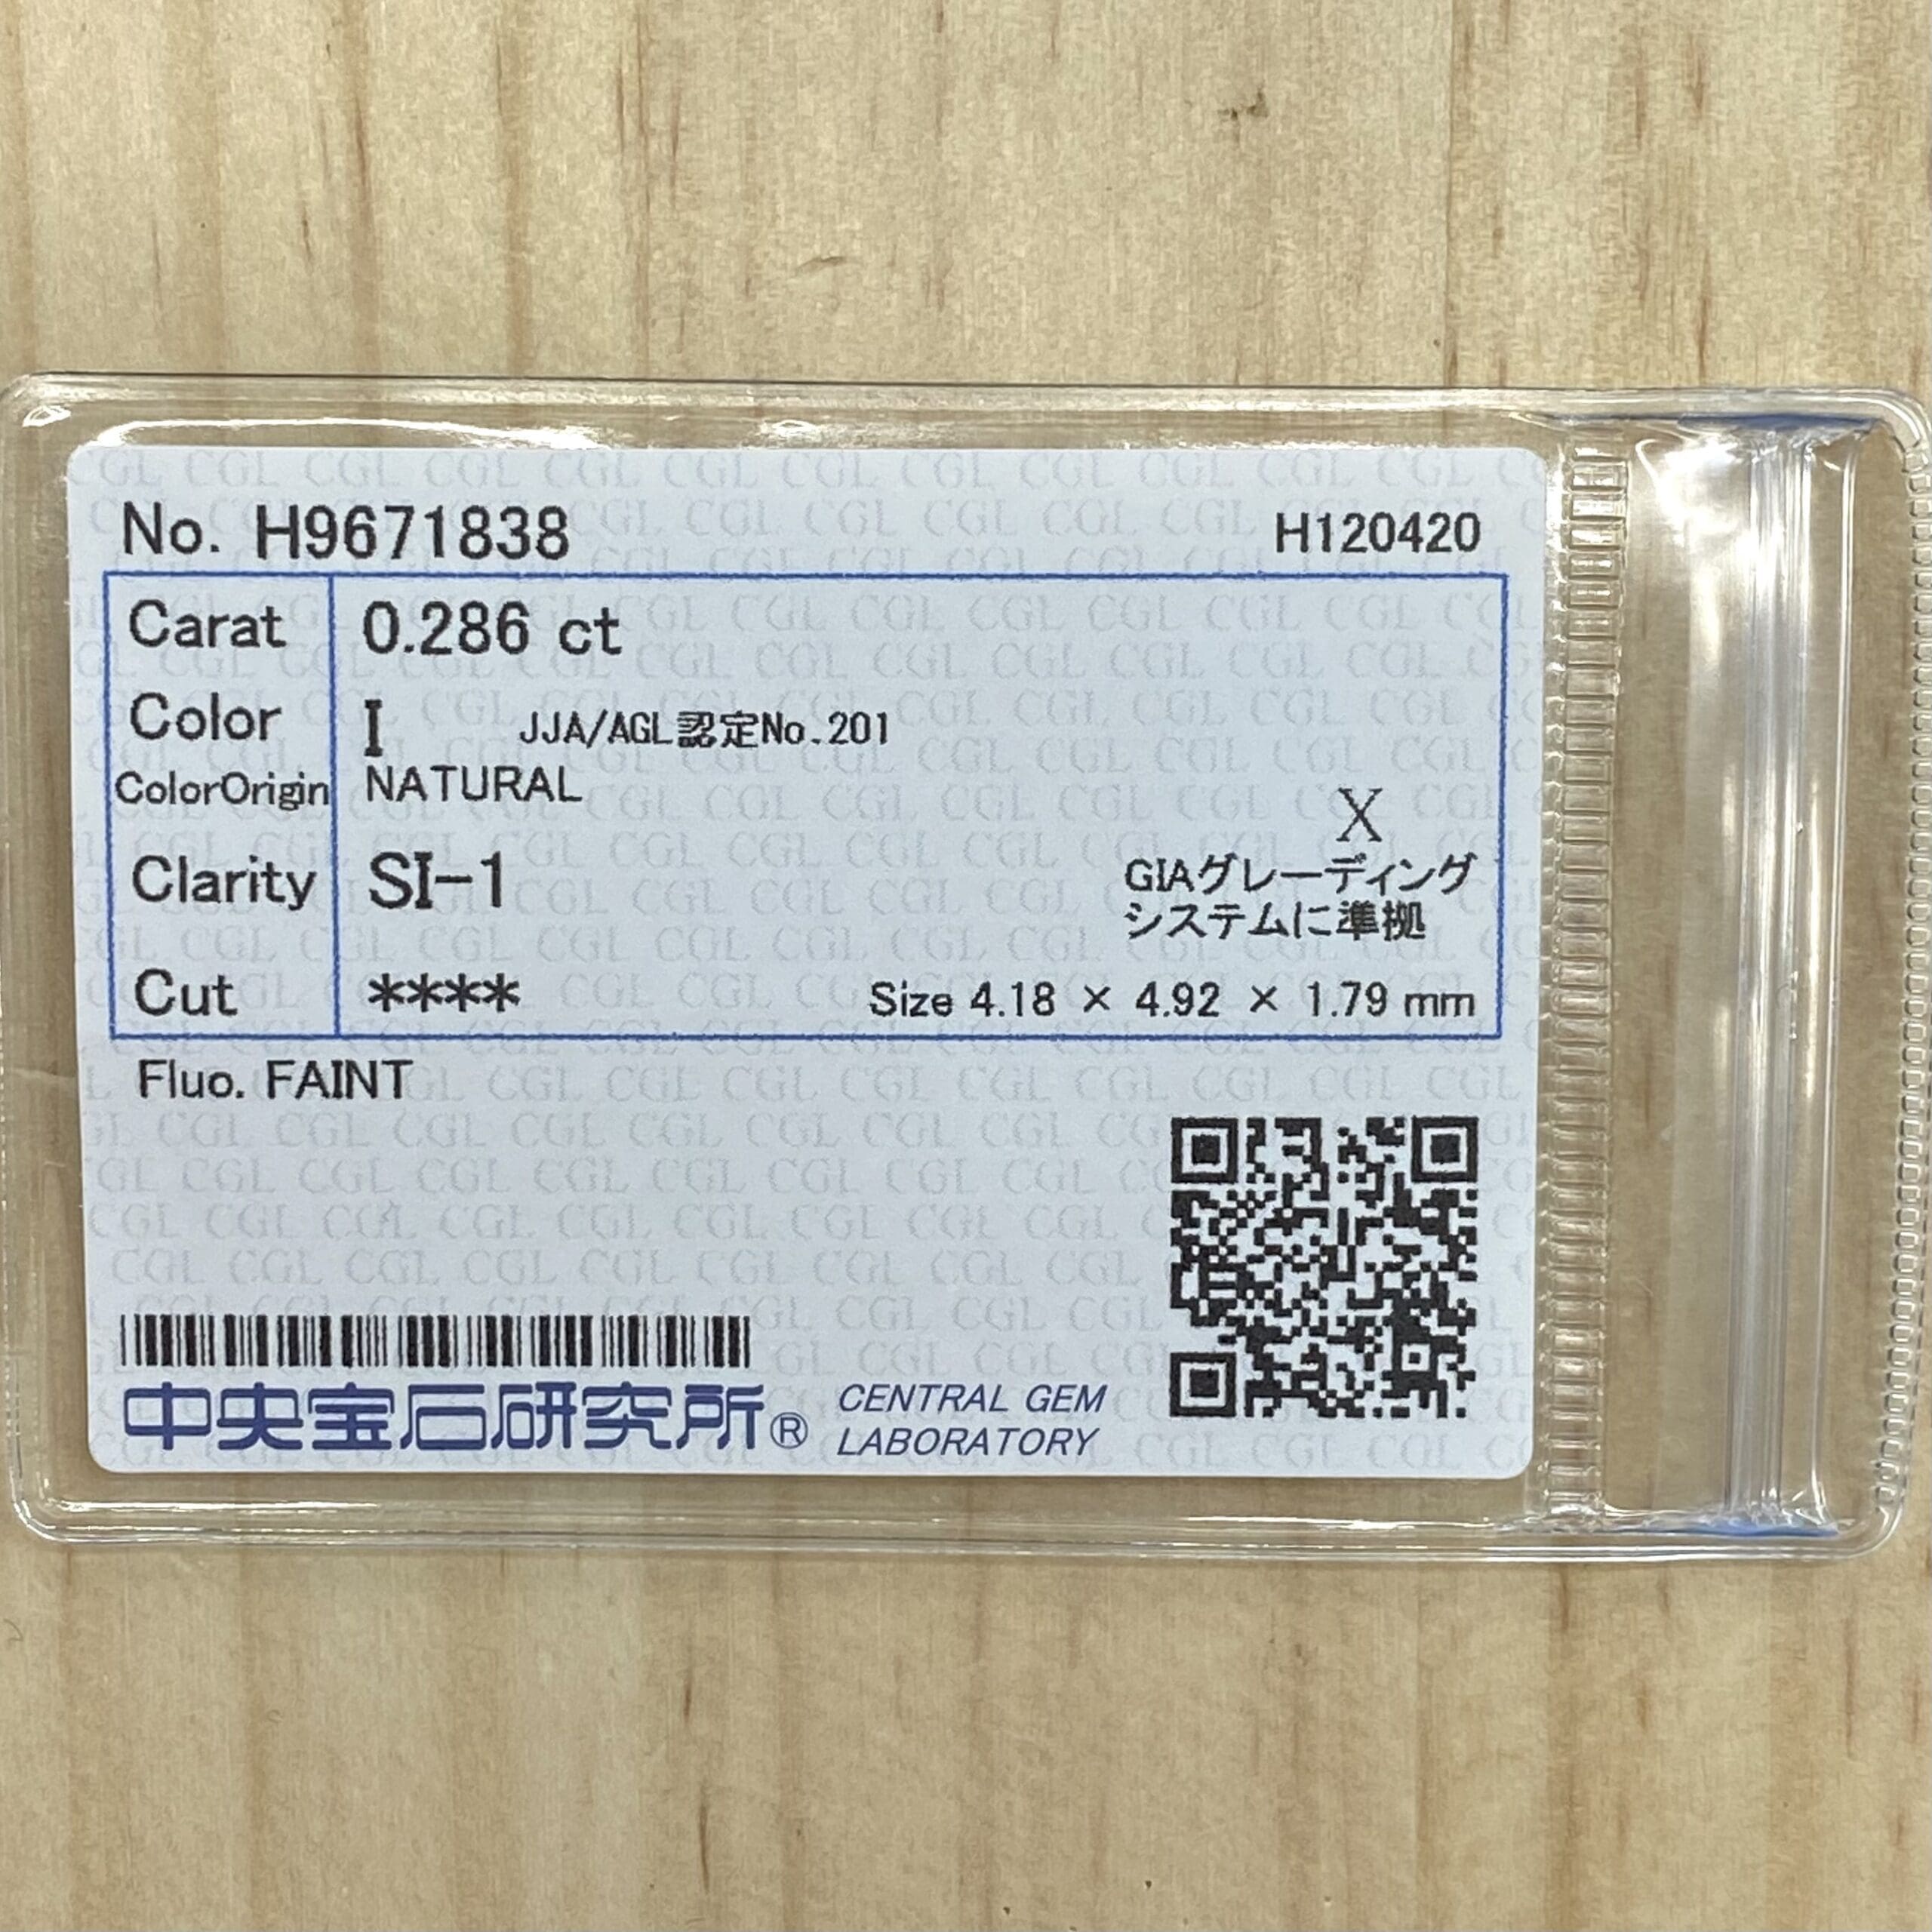 No. H9671838 H120420
Carat 0.286 ct
Color I JJA/AGL認定No.201
ColorOrigin NATURAL
X
Clarity SI-1 GIAグレーディング
システムに準拠
Cut **** Size 4.18 × 4.92 × 1.79 mm
Fluo. FAINT
中央宝石研究所® CENTRAL GEM
LABORATORY